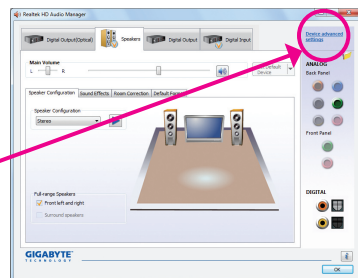 Realtek HD Audio Manager
Digital Output(Optical)
Speakers
Digital Output
Digital Input
Device advanced
settings
Main Volume
L
R
Default
Device
ANALOG
Back Panel
Speaker Configuration
Sound Effects
Room Correction
Default Format
Speaker Configuration
Stereo
Front Panel
Full-range Speakers
Front left and right
Surround speakers
DIGITAL
GIGABYTE
TECHNOLOGY
OK